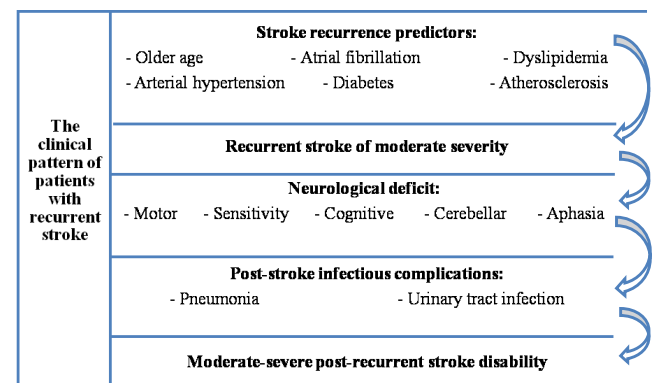 The
clinical
pattern of
patients
with
recurrent
stroke
Stroke recurrence predictors:
- Older age - Atrial fibrillation - Dyslipidemia
- Arterial hypertension - Diabetes - Atherosclerosis
Recurrent stroke of moderate severity
Neurological deficit:
- Motor - Sensitivity - Cognitive - Cerebellar - Aphasia
Post-stroke infectious complications:
- Pneumonia - Urinary tract infection
Moderate-severe post-recurrent stroke disability